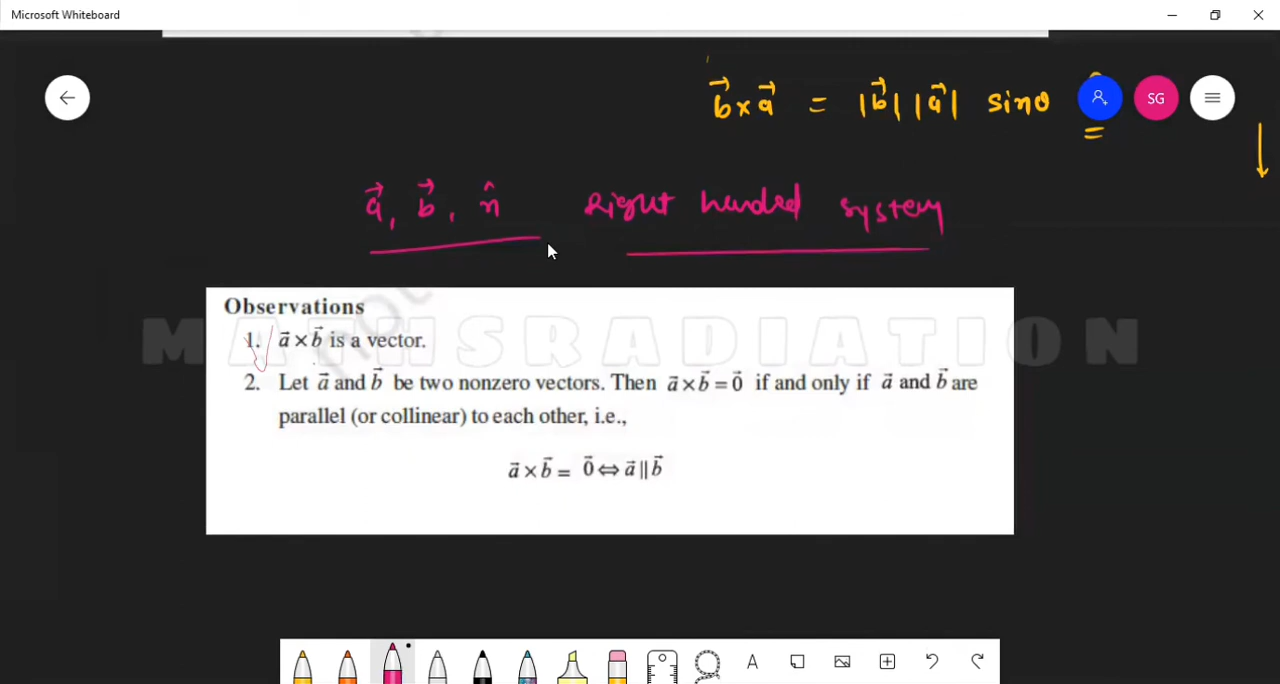 Microsoft Whiteboard
b⃗ × a⃗ = |b⃗| |a⃗| sinθ
=
SG
a⃗, b⃗, n̂ Right handed system
Observations
1. a⃗ × b⃗ is a vector.
2. Let a⃗ and b⃗ be two nonzero vectors. Then a⃗ × b⃗ = 0⃗ if and only if a⃗ and b⃗ are
parallel (or collinear) to each other, i.e.,
a⃗ × b⃗ = 0⃗ ⇔ a⃗ || b⃗
MATHSRADIATION
A